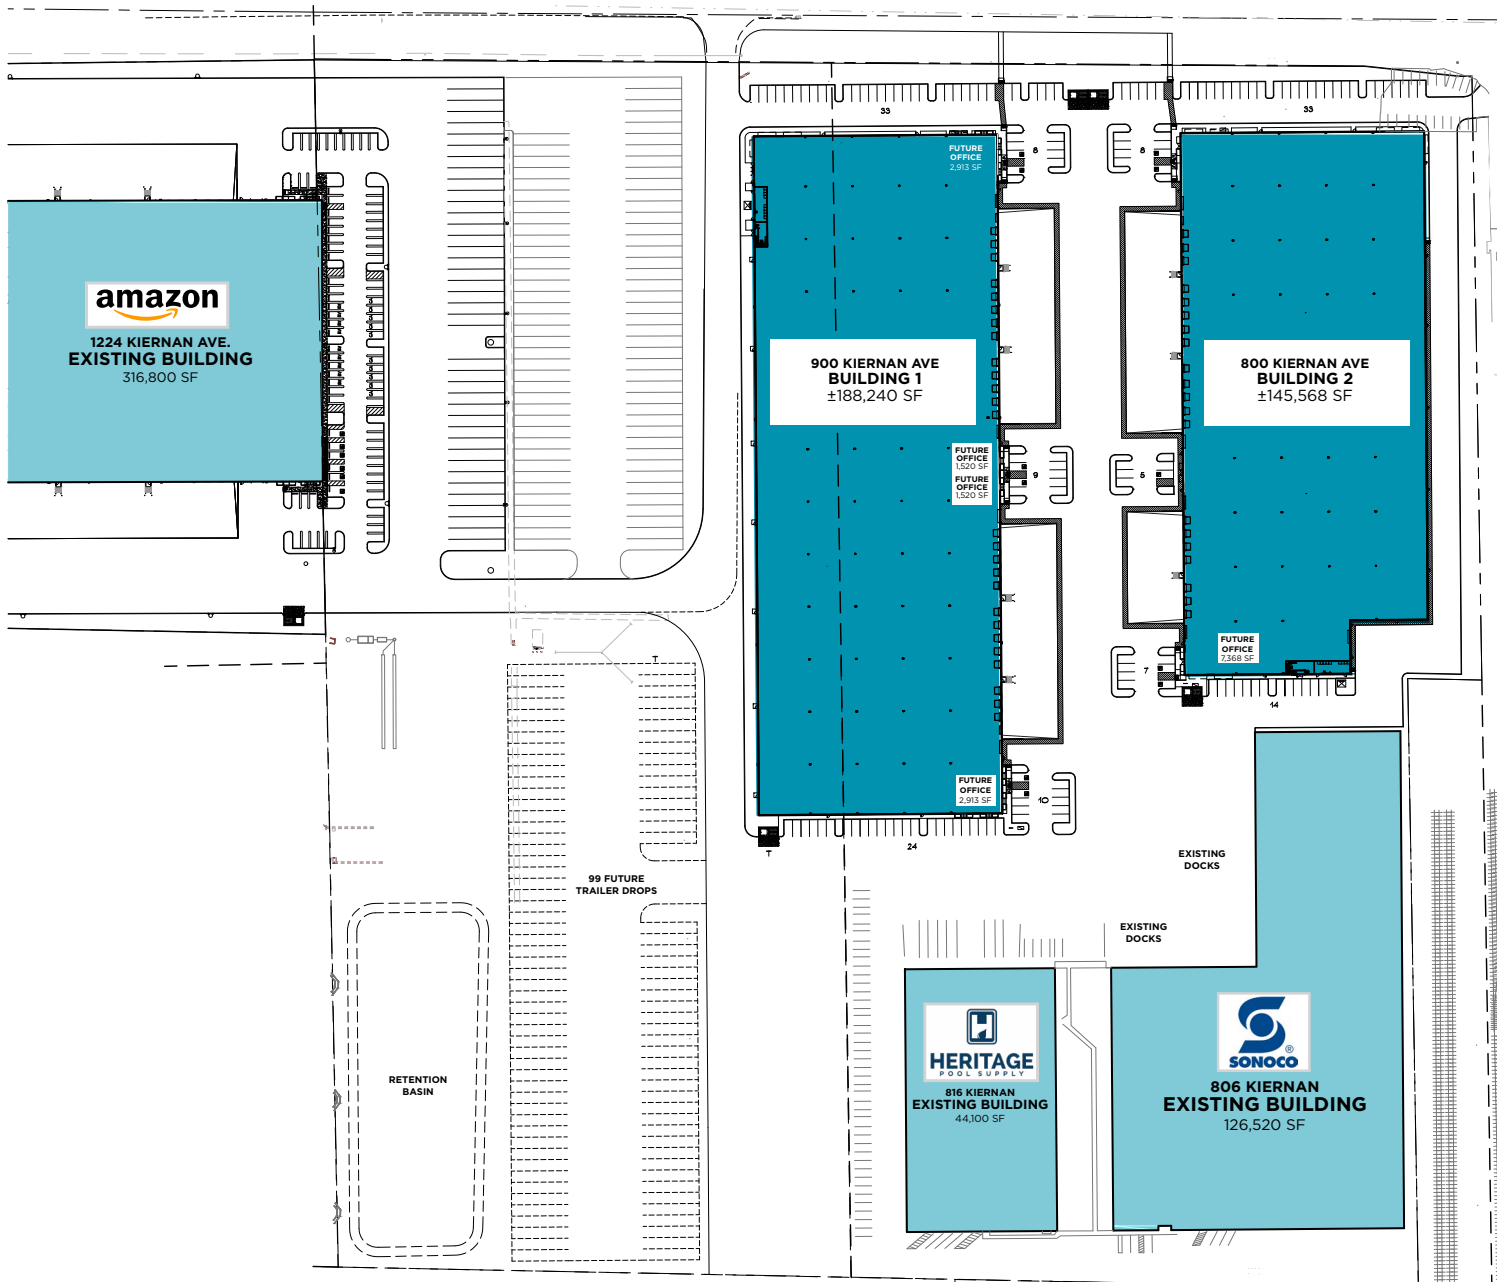 33
33
8
8
FUTURE
OFFICE
2,913 SF
amazon
1224 KIERNAN AVE.
EXISTING BUILDING
316,800 SF
900 KIERNAN AVE
BUILDING 1
±188,240 SF
800 KIERNAN AVE
BUILDING 2
±145,568 SF
FUTURE
OFFICE
1,520 SF
FUTURE
OFFICE
1,520 SF
9
5
FUTURE
OFFICE
7,368 SF
T
7
14
FUTURE
OFFICE
2,913 SF
10
24
T
99 FUTURE
TRAILER DROPS
EXISTING
DOCKS
EXISTING
DOCKS
RETENTION
BASIN
H
HERITAGE
POOL SUPPLY
816 KIERNAN
EXISTING BUILDING
44,100 SF
®
SONOCO
806 KIERNAN
EXISTING BUILDING
126,520 SF